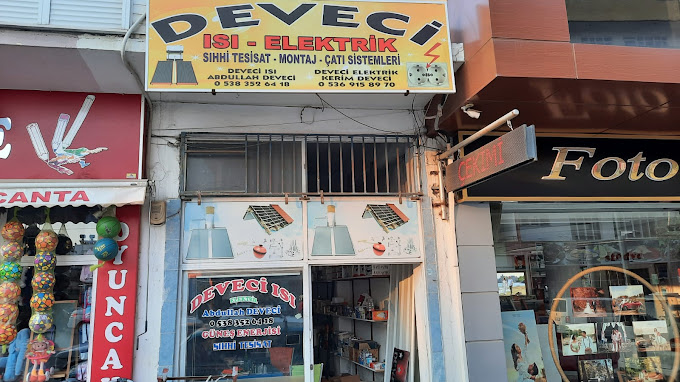 DEVECİ
ISI - ELEKTRİK
SIHHİ TESİSAT - MONTAJ - ÇATI SİSTEMLERİ
DEVECİ ISI
ABDULLAH DEVECİ
0 538 352 64 18
DEVECİ ELEKTRİK
KERİM DEVECİ
0 536 915 89 70
E
CANTA
OYUNCA
ÇEKİMİ
Foto
DEVECİ ISI
Abdullah DEVECİ
0 538 352 64 18
GÜNEŞ ENERJİSİ
SIHHİ TESİSAT